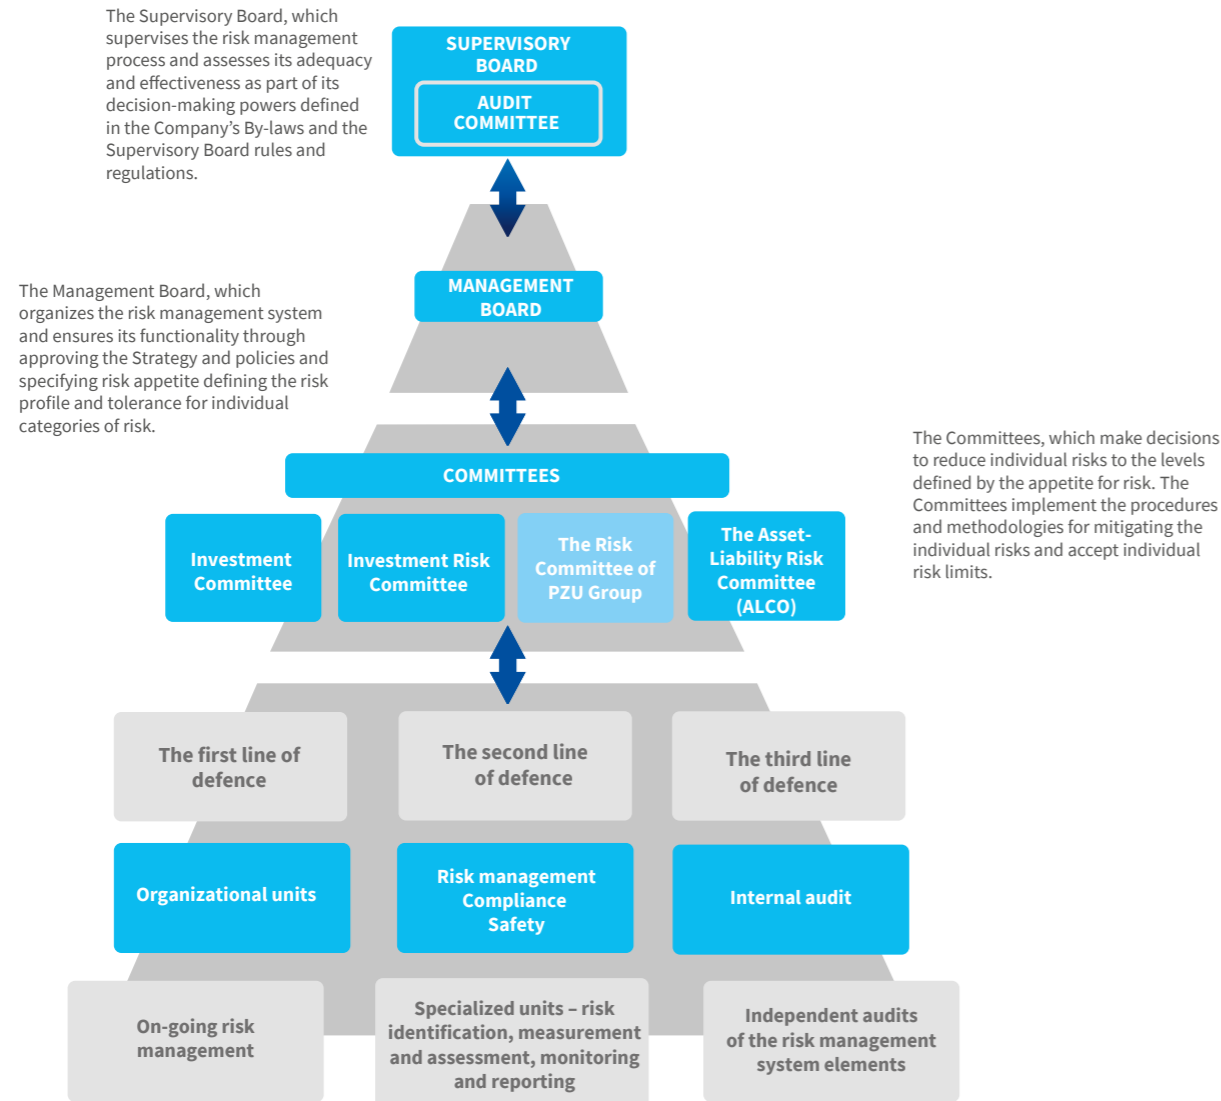 The Supervisory Board, which
supervises the risk management
process and assesses its adequacy
and effectiveness as part of its
decision-making powers defined
in the Company’s By-laws and the
Supervisory Board rules and
regulations.
SUPERVISORY
BOARD
AUDIT
COMMITTEE
The Management Board, which
organizes the risk management system
and ensures its functionality through
approving the Strategy and policies and
specifying risk appetite defining the risk
profile and tolerance for individual
categories of risk.
MANAGEMENT
BOARD
The Committees, which make decisions
to reduce individual risks to the levels
defined by the appetite for risk. The
Committees implement the procedures
and methodologies for mitigating the
individual risks and accept individual
risk limits.
COMMITTEES
Investment
Committee
Investment Risk
Committee
The Risk
Committee of
PZU Group
The Asset-
Liability Risk
Committee
(ALCO)
The first line of
defence
The second line
of defence
The third line
of defence
Organizational units
Risk management
Compliance
Safety
Internal audit
On-going risk
management
Specialized units – risk
identification, measurement
and assessment, monitoring
and reporting
Independent audits
of the risk management
system elements